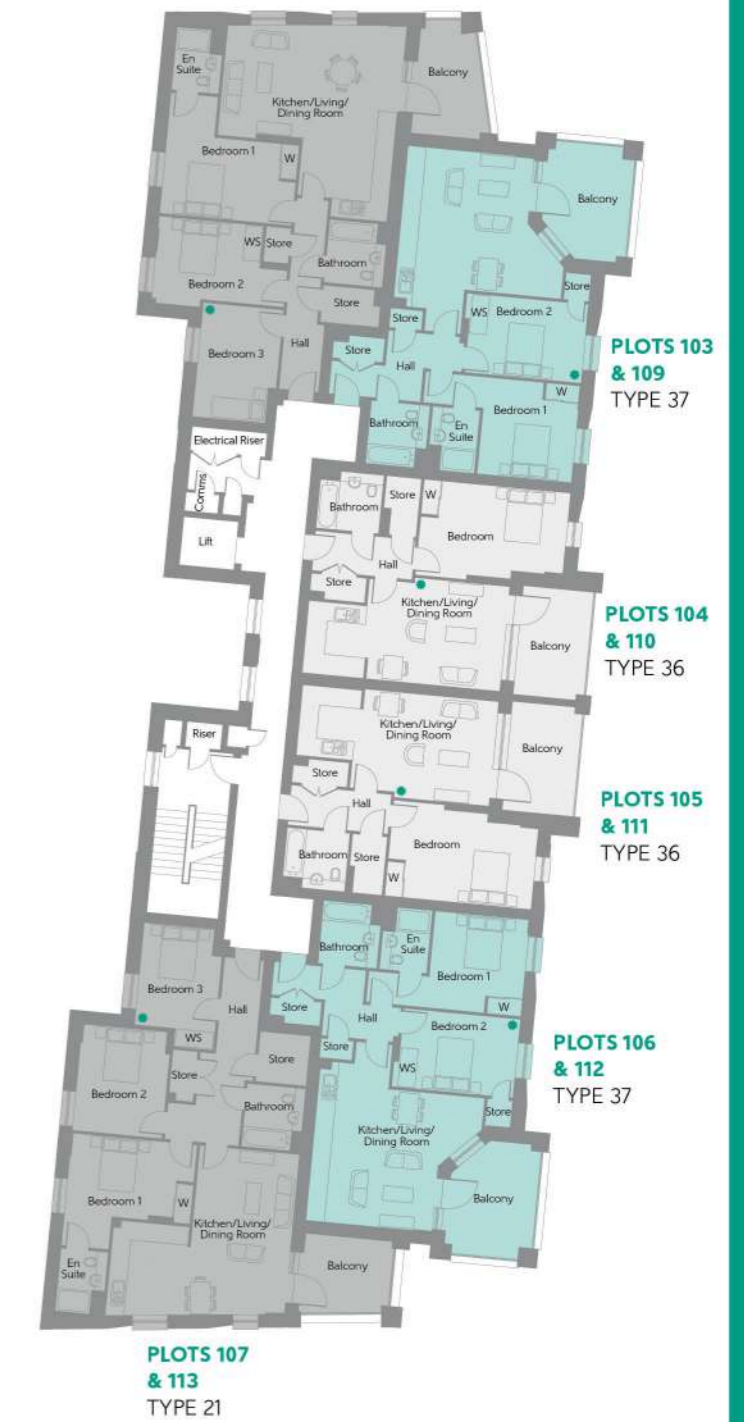 En
Suite
Kitchen/Living/
Dining Room
Balcony
Bedroom 1
W
WS
Store
Bathroom
Bedroom 2
Store
Bedroom 3
Hall
Balcony
Store
WS
Bedroom 2
Store
Store
Hall
Bedroom 1
W
Bathroom
En
Suite
PLOTS 103
& 109
TYPE 37
Electrical Riser
Comms
Lift
Bathroom
Store
W
Bedroom
Hall
Store
Kitchen/Living/
Dining Room
Balcony
PLOTS 104
& 110
TYPE 36
Kitchen/Living/
Dining Room
Balcony
Riser
Store
Hall
Bathroom
Store
W
Bedroom
PLOTS 105
& 111
TYPE 36
Bathroom
En
Suite
Bedroom 1
W
Store
Hall
Bedroom 2
Store
WS
Store
Kitchen/Living/
Dining Room
Balcony
PLOTS 106
& 112
TYPE 37
Bedroom 3
Hall
WS
Store
Store
Bedroom 2
Bathroom
Bedroom 1
W
Kitchen/Living/
Dining Room
En
Suite
Balcony
PLOTS 107
& 113
TYPE 21